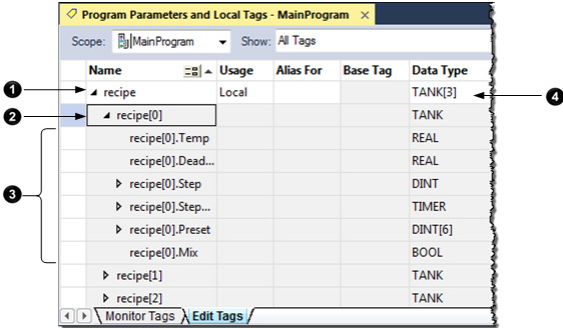 Program Parameters and Local Tags - MainProgram ×
Scope: MainProgram Show: All Tags
Name Usage Alias For Base Tag Data Type
1 recipe Local TANK[3] 4
2 recipe[0] TANK
recipe[0].Temp REAL
recipe[0].Dead... REAL
3 recipe[0].Step DINT
recipe[0].Step... TIMER
recipe[0].Preset DINT[6]
recipe[0].Mix BOOL
recipe[1] TANK
recipe[2] TANK
Monitor Tags Edit Tags